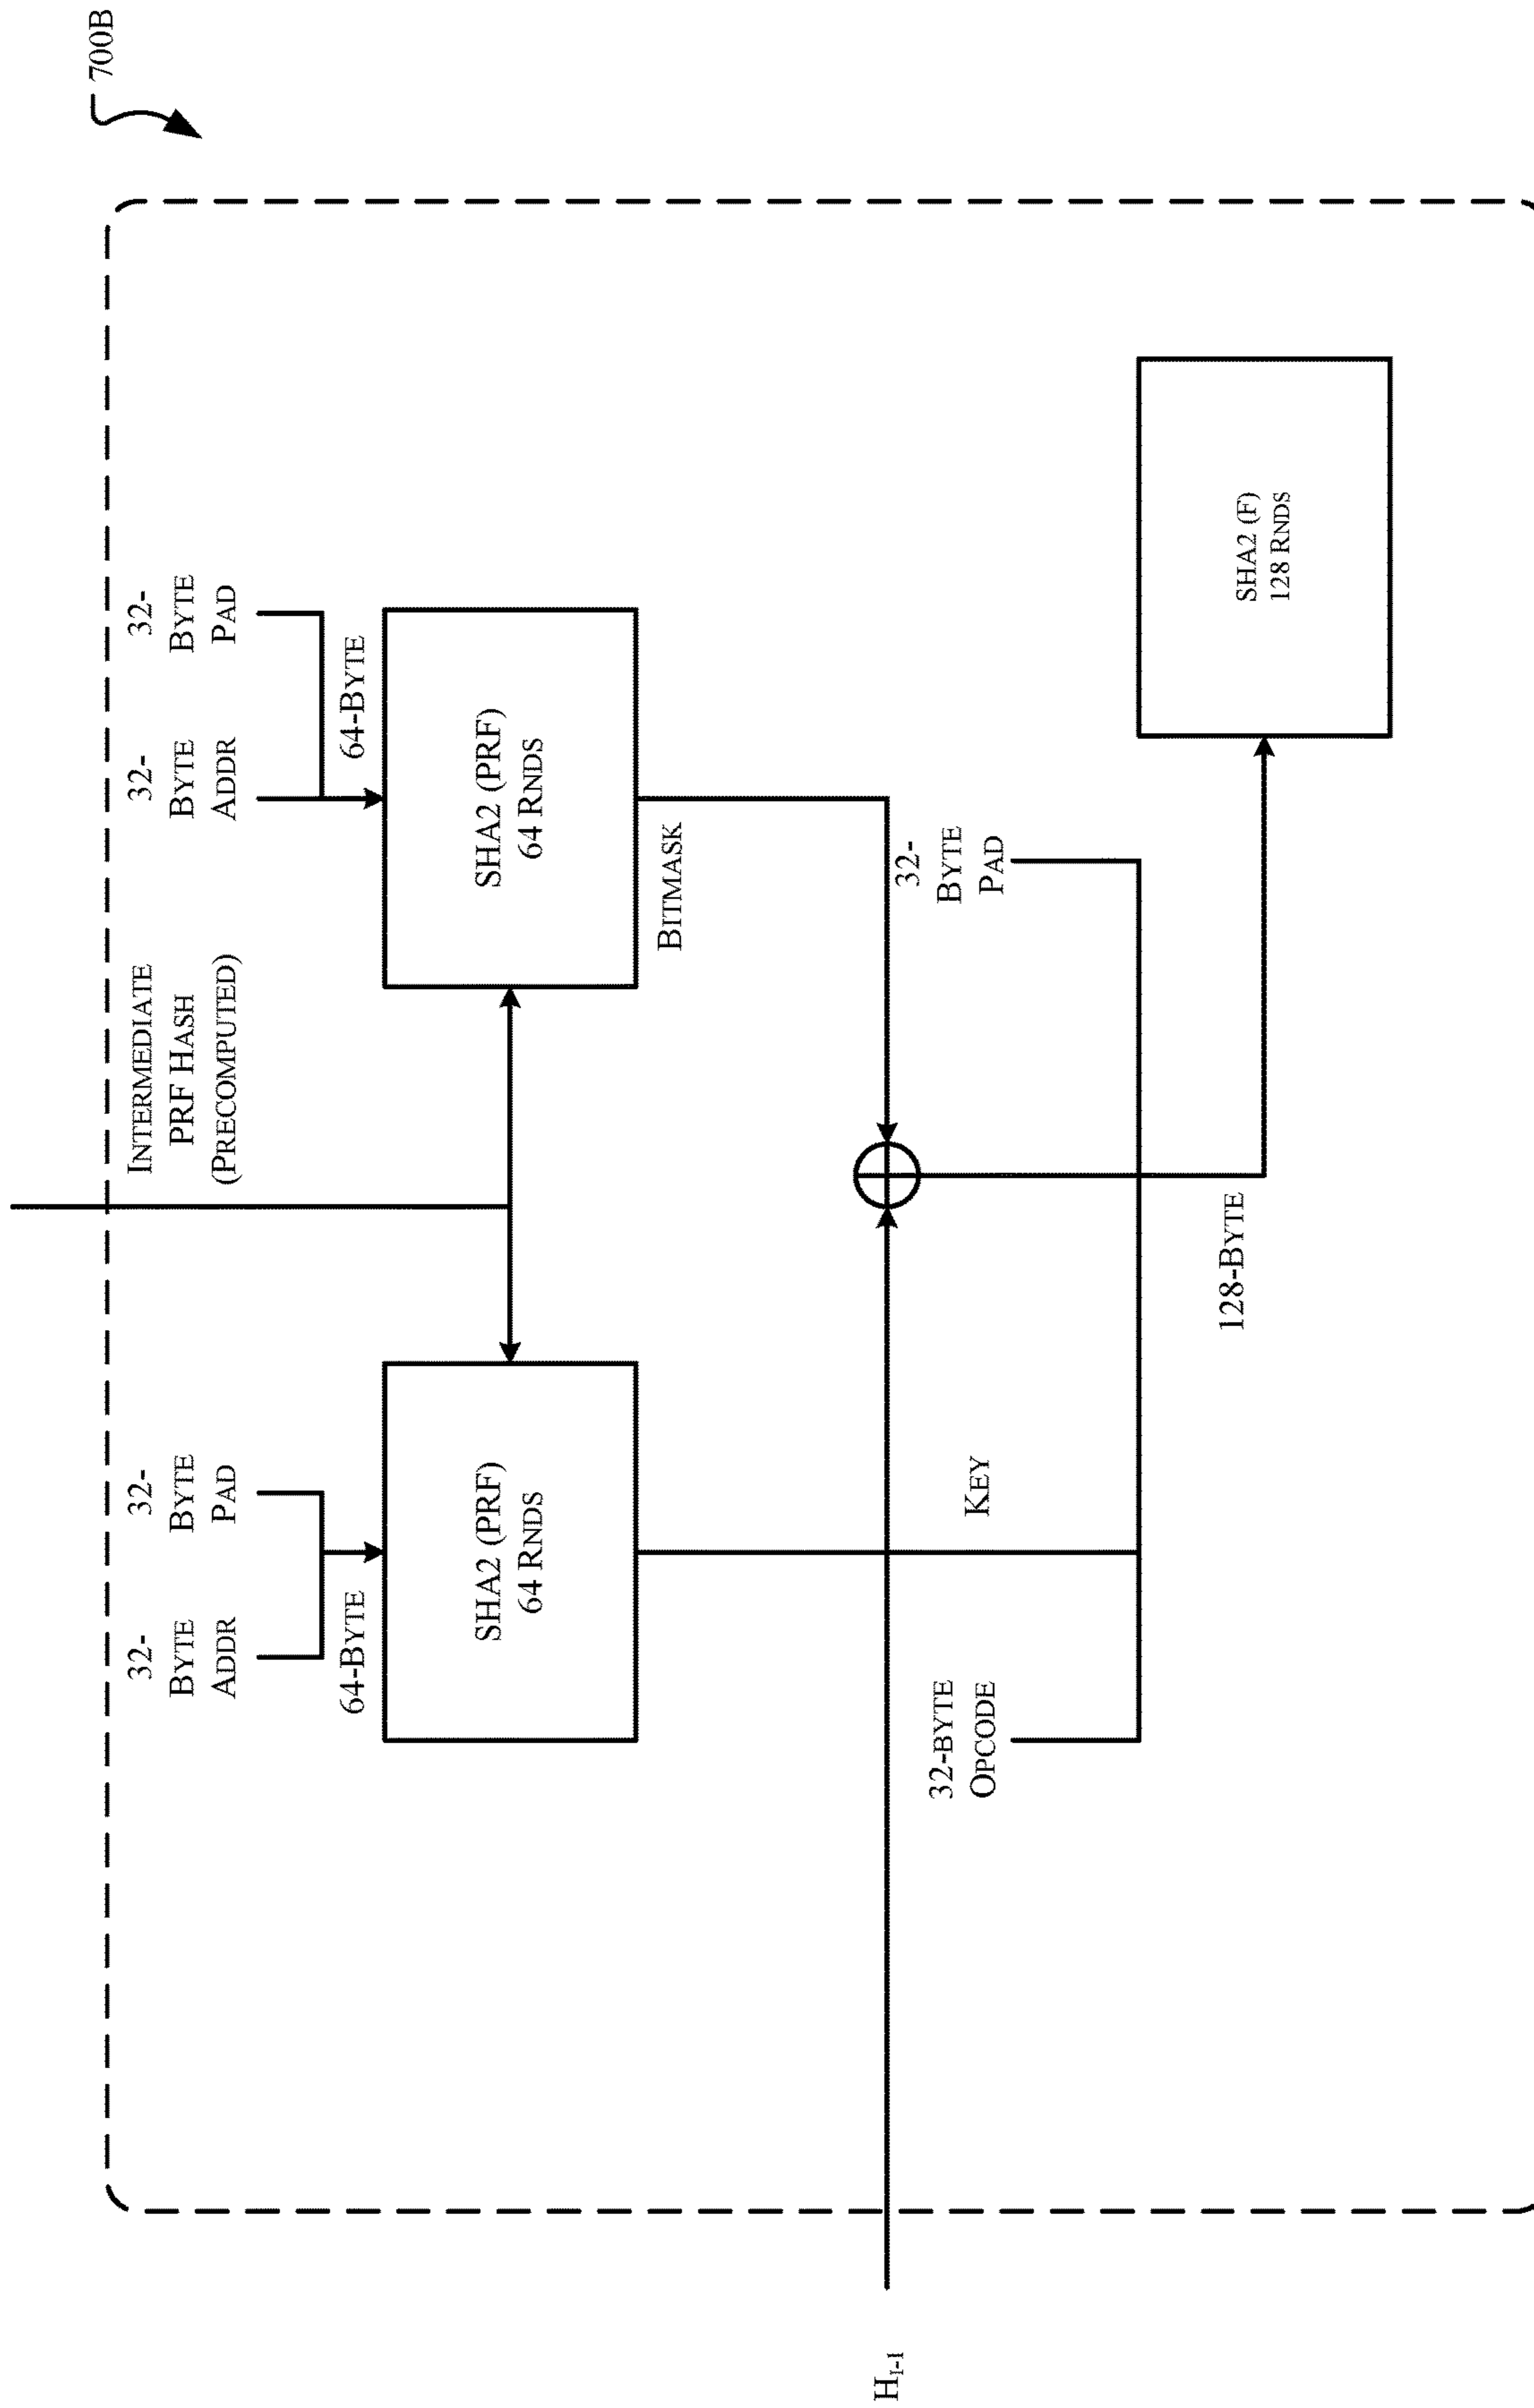 700B
32-
BYTE
ADDR
32-
BYTE
PAD
INTERMEDIATE
PRF HASH
(PRECOMPUTED)
32-
BYTE
ADDR
32-
BYTE
PAD
64-BYTE
64-BYTE
SHA2 (PRF)
64 RNDS
SHA2 (PRF)
64 RNDS
BITMASK
H_{I-1}
32-BYTE
OPCODE
KEY
32-
BYTE
PAD
128-BYTE
SHA2 (F)
128 RNDS